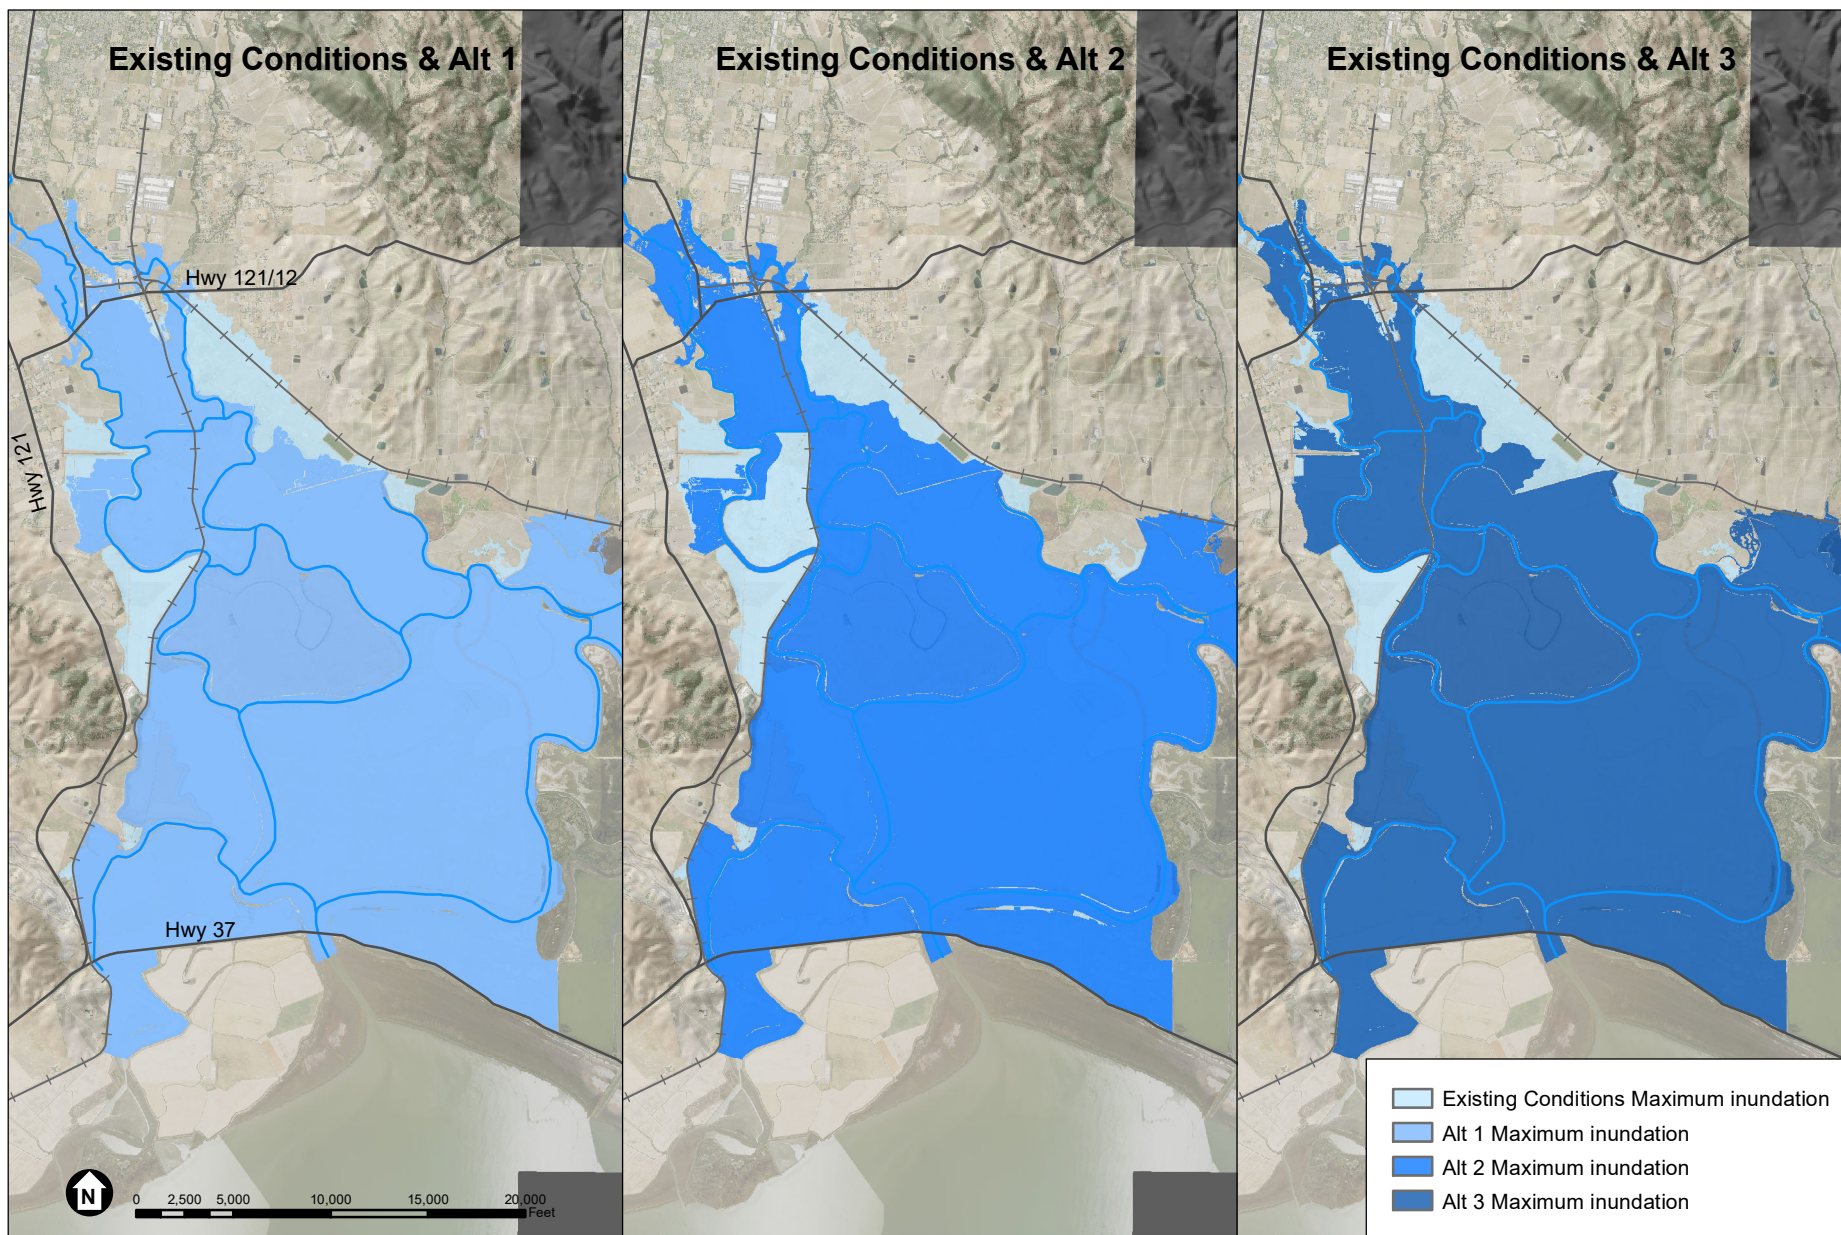 Existing Conditions & Alt 1
Existing Conditions & Alt 2
Existing Conditions & Alt 3
Hwy 121/12
Hwy 121
Hwy 37
N
0 2,500 5,000 10,000 15,000 20,000
Feet
Existing Conditions Maximum inundation
Alt 1 Maximum inundation
Alt 2 Maximum inundation
Alt 3 Maximum inundation